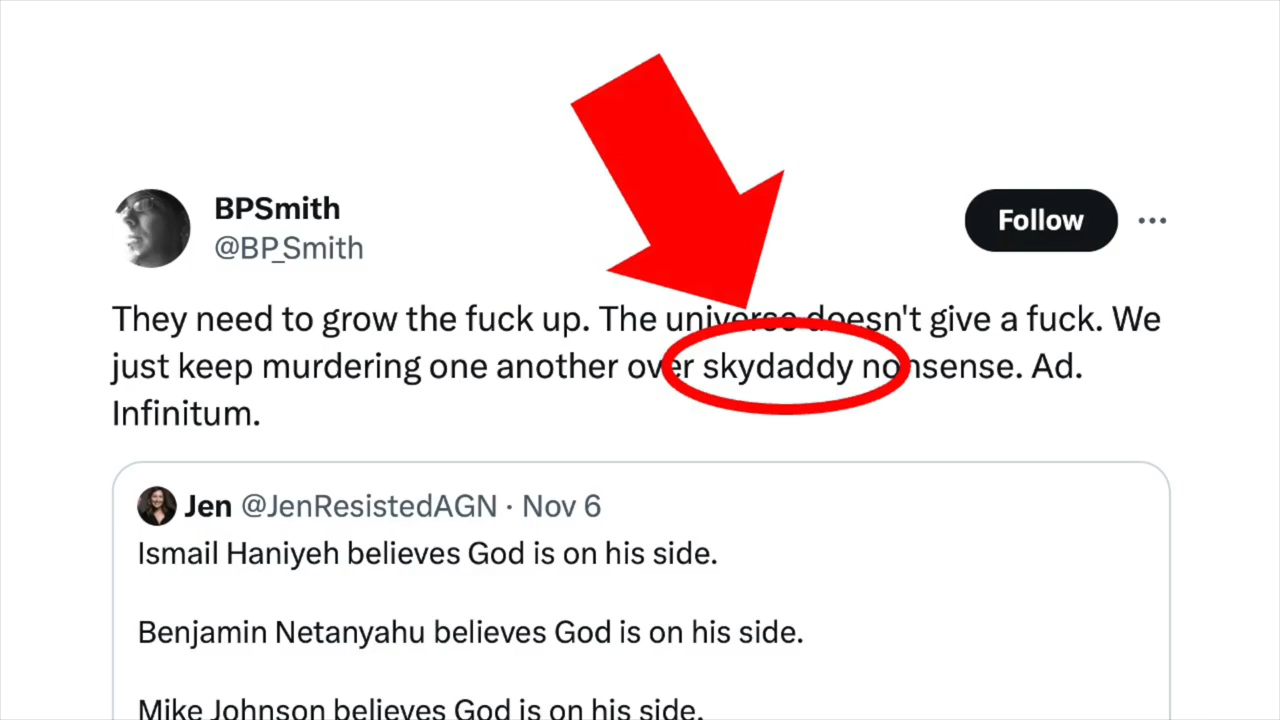 BPSmith
@BP_Smith
Follow
They need to grow the fuck up. The universe doesn't give a fuck. We
just keep murdering one another over skydaddy nonsense. Ad.
Infinitum.
Jen @JenResistedAGN · Nov 6
Ismail Haniyeh believes God is on his side.
Benjamin Netanyahu believes God is on his side.
Mike Johnson believes God is on his side.